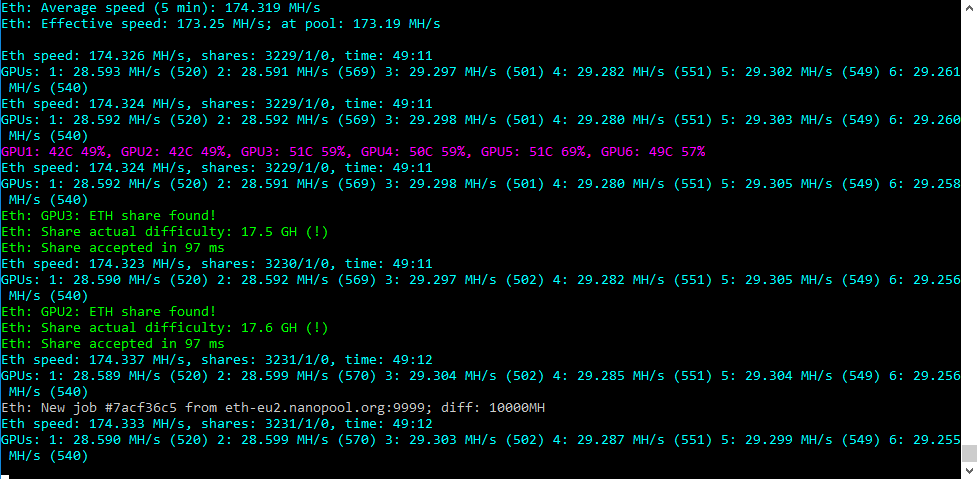 Eth: Average speed (5 min): 174.319 MH/s
Eth: Effective speed: 173.25 MH/s; at pool: 173.19 MH/s
Eth speed: 174.326 MH/s, shares: 3229/1/0, time: 49:11
GPUs: 1: 28.593 MH/s (520) 2: 28.591 MH/s (569) 3: 29.297 MH/s (501) 4: 29.282 MH/s (551) 5: 29.302 MH/s (549) 6: 29.261
MH/s (540)
Eth speed: 174.324 MH/s, shares: 3229/1/0, time: 49:11
GPUs: 1: 28.592 MH/s (520) 2: 28.592 MH/s (569) 3: 29.298 MH/s (501) 4: 29.280 MH/s (551) 5: 29.303 MH/s (549) 6: 29.260
MH/s (540)
GPU1: 42C 49%, GPU2: 42C 49%, GPU3: 51C 59%, GPU4: 50C 59%, GPU5: 51C 69%, GPU6: 49C 57%
Eth speed: 174.324 MH/s, shares: 3229/1/0, time: 49:11
GPUs: 1: 28.592 MH/s (520) 2: 28.591 MH/s (569) 3: 29.298 MH/s (501) 4: 29.280 MH/s (551) 5: 29.305 MH/s (549) 6: 29.258
MH/s (540)
Eth: GPU3: ETH share found!
Eth: Share actual difficulty: 17.5 GH (!)
Eth: Share accepted in 97 ms
Eth speed: 174.323 MH/s, shares: 3230/1/0, time: 49:11
GPUs: 1: 28.590 MH/s (520) 2: 28.592 MH/s (569) 3: 29.297 MH/s (502) 4: 29.282 MH/s (551) 5: 29.305 MH/s (549) 6: 29.256
MH/s (540)
Eth: GPU2: ETH share found!
Eth: Share actual difficulty: 17.6 GH (!)
Eth: Share accepted in 97 ms
Eth speed: 174.337 MH/s, shares: 3231/1/0, time: 49:12
GPUs: 1: 28.589 MH/s (520) 2: 28.599 MH/s (570) 3: 29.304 MH/s (502) 4: 29.285 MH/s (551) 5: 29.304 MH/s (549) 6: 29.256
MH/s (540)
Eth: New job #7acf36c5 from eth-eu2.nanopool.org:9999; diff: 10000MH
Eth speed: 174.333 MH/s, shares: 3231/1/0, time: 49:12
GPUs: 1: 28.590 MH/s (520) 2: 28.599 MH/s (570) 3: 29.303 MH/s (502) 4: 29.287 MH/s (551) 5: 29.299 MH/s (549) 6: 29.255
MH/s (540)